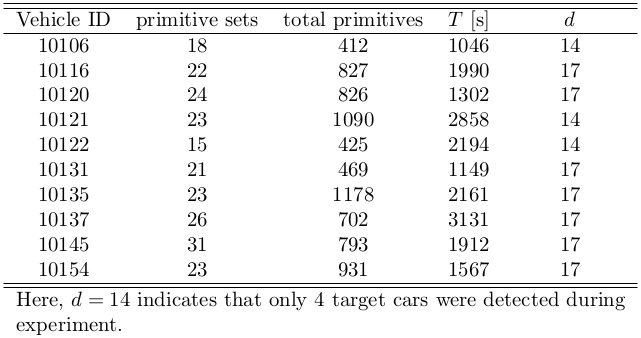 Vehicle ID primitive sets total primitives T [s] d
10106 18 412 1046 14
10116 22 827 1990 17
10120 24 826 1302 17
10121 23 1090 2858 14
10122 15 425 2194 14
10131 21 469 1149 17
10135 23 1178 2161 17
10137 26 702 3131 17
10145 31 793 1912 17
10154 23 931 1567 17
Here, d = 14 indicates that only 4 target cars were detected during
experiment.